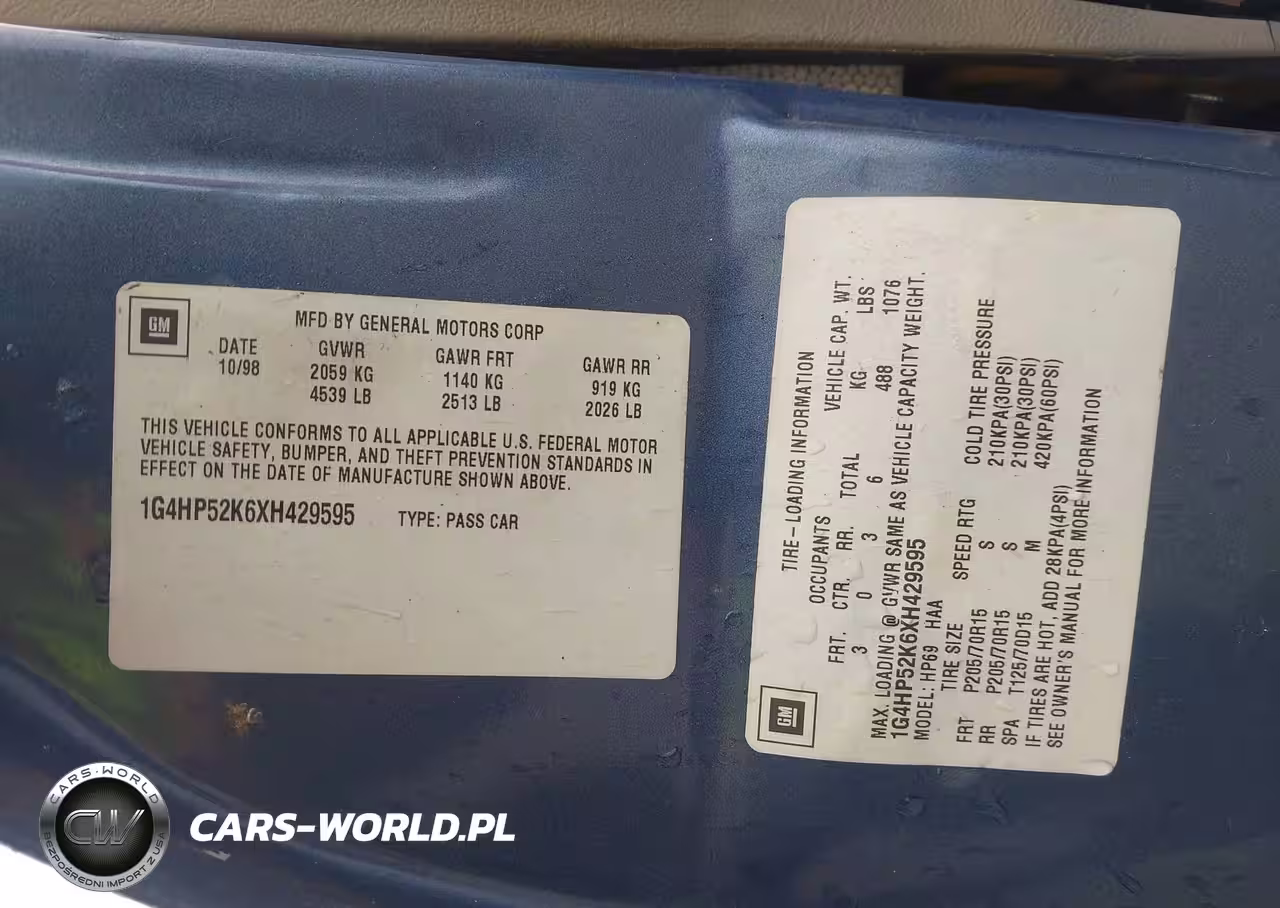 GM
MFD BY GENERAL MOTORS CORP
DATE GVWR GAWR FRT GAWR RR
10/98 2059 KG 1140 KG 919 KG
4539 LB 2513 LB 2026 LB
THIS VEHICLE CONFORMS TO ALL APPLICABLE U.S. FEDERAL MOTOR
VEHICLE SAFETY, BUMPER, AND THEFT PREVENTION STANDARDS IN
EFFECT ON THE DATE OF MANUFACTURE SHOWN ABOVE.
1G4HP52K6XH429595 TYPE: PASS CAR
GM
TIRE-LOADING INFORMATION
OCCUPANTS VEHICLE CAP. WT.
FRT. CTR. RR. TOTAL KG LBS
3 0 3 6 488 1076
MAX. LOADING @ GVWR SAME AS VEHICLE CAPACITY WEIGHT.
1G4HP52K6XH429595
MODEL: HP69 HAA
TIRE SIZE SPEED RTG COLD TIRE PRESSURE
FRT P205/70R15 S 210KPA(30PSI)
RR P205/70R15 S 210KPA(30PSI)
SPA T125/70D15 M 420KPA(60PSI)
IF TIRES ARE HOT, ADD 28KPA(4PSI)
SEE OWNER'S MANUAL FOR MORE INFORMATION
CARS-WORLD
CW
BEZPOŚREDNI IMPORT Z USA
CARS-WORLD.PL